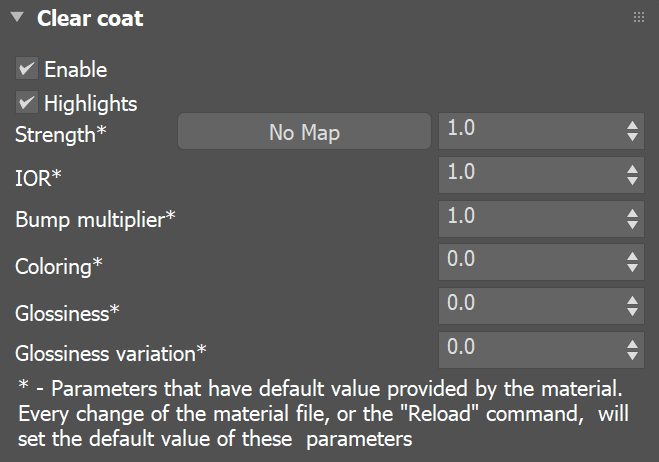 Clear coat
Enable
Highlights
Strength* No Map 1.0
IOR* 1.0
Bump multiplier* 1.0
Coloring* 0.0
Glossiness* 0.0
Glossiness variation* 0.0
* - Parameters that have default value provided by the material.
Every change of the material file, or the "Reload" command,  will
set the default value of these  parameters